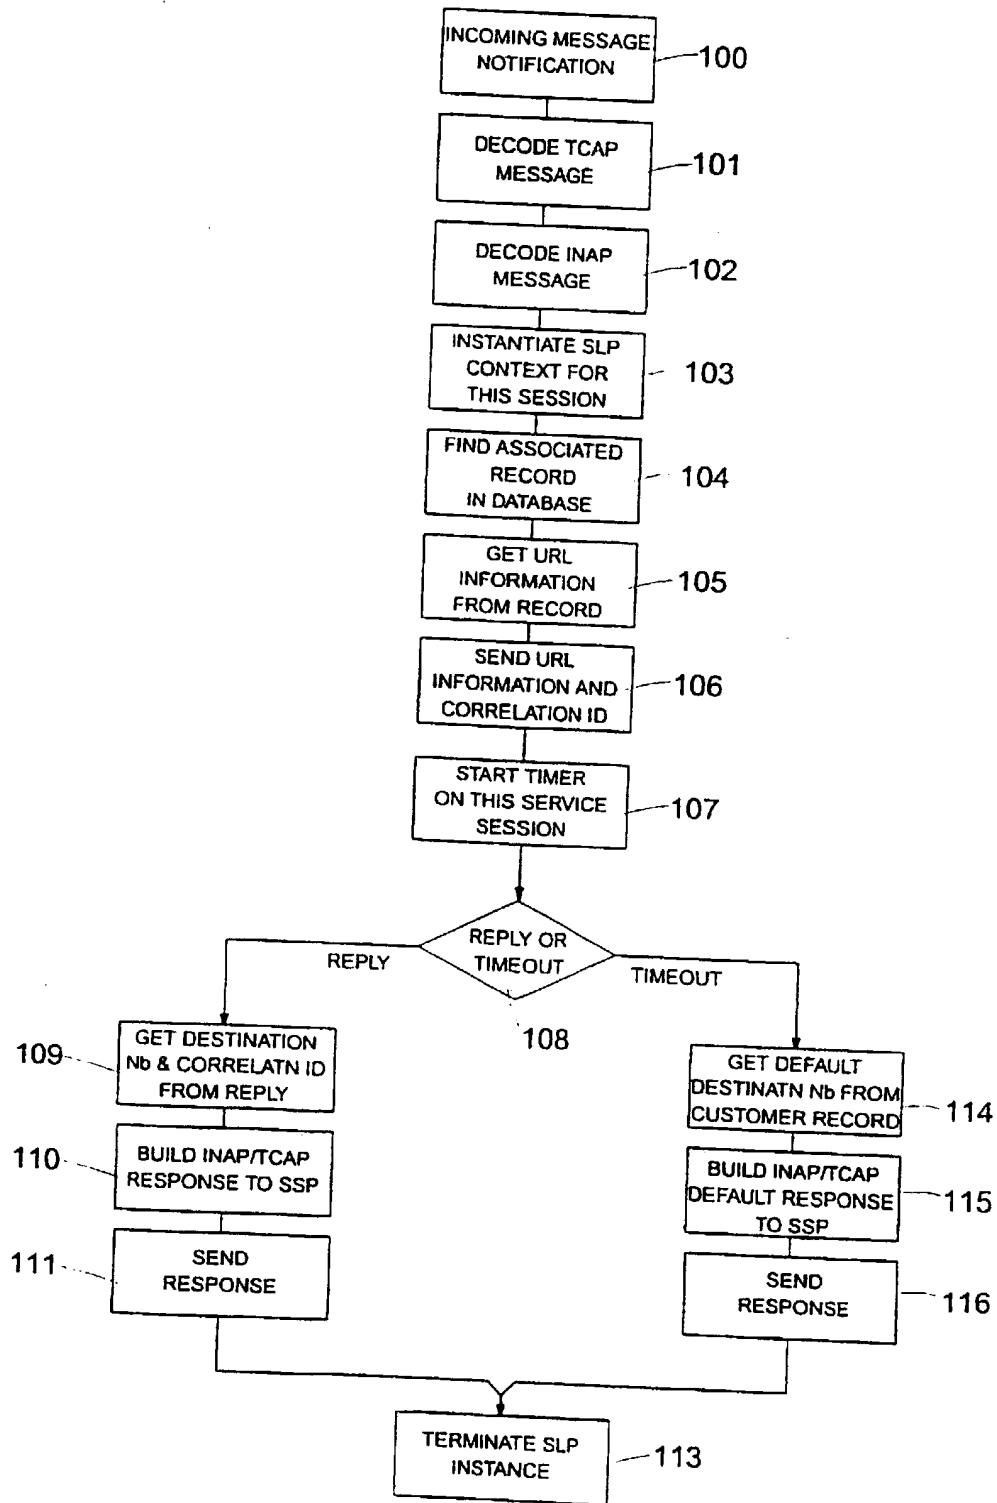 INCOMING MESSAGE
NOTIFICATION
100
DECODE TCAP
MESSAGE
101
DECODE INAP
MESSAGE
102
INSTANTIATE SLP
CONTEXT FOR
THIS SESSION
103
FIND ASSOCIATED
RECORD
IN DATABASE
104
GET URL
INFORMATION
FROM RECORD
105
SEND URL
INFORMATION AND
CORRELATION ID
106
START TIMER
ON THIS SERVICE
SESSION
107
REPLY OR
TIMEOUT
108
REPLY
TIMEOUT
109
GET DESTINATION
Nb & CORRELATN ID
FROM REPLY
110
BUILD INAP/TCAP
RESPONSE TO SSP
111
SEND
RESPONSE
GET DEFAULT
DESTINATN Nb FROM
CUSTOMER RECORD
114
BUILD INAP/TCAP
DEFAULT RESPONSE
TO SSP
115
SEND
RESPONSE
116
TERMINATE SLP
INSTANCE
113